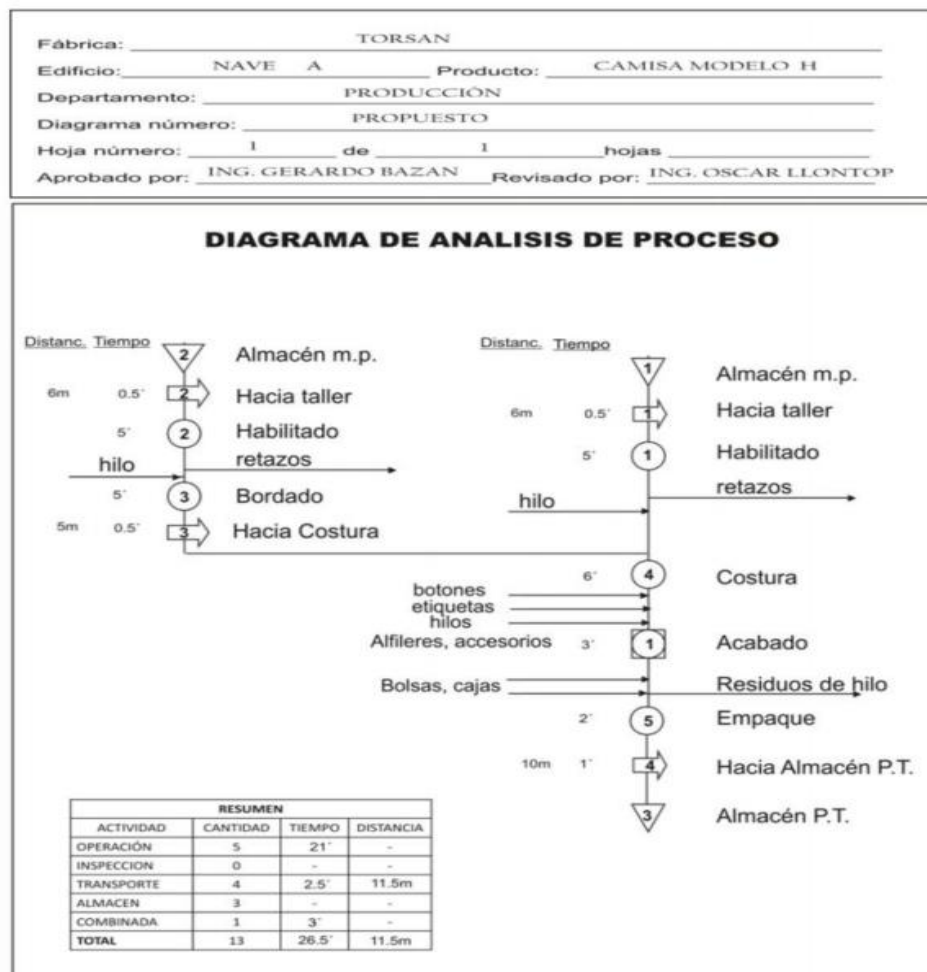 Fábrica: TORSAN
Edificio: NAVE A Producto: CAMISA MODELO H
Departamento: PRODUCCIÓN
Diagrama número: PROPUESTO
Hoja número: 1 de 1 hojas
Aprobado por: ING. GERARDO BAZAN Revisado por: ING. OSCAR LLONTOP
DIAGRAMA DE ANALISIS DE PROCESO
Distanc. Tiempo
2 Almacén m.p.
6m 0.5´ 2 Hacia taller
5´ 2 Habilitado
hilo retazos
5´ 3 Bordado
5m 0.5´ 3 Hacia Costura
Distanc. Tiempo
1 Almacén m.p.
6m 0.5´ 1 Hacia taller
5´ 1 Habilitado
retazos
hilo
6´ 4 Costura
botones
etiquetas
hilos
Alfileres, accesorios 3´ 1 Acabado
Bolsas, cajas Residuos de hilo
2´ 5 Empaque
10m 1´ 4 Hacia Almacén P.T.
3 Almacén P.T.
RESUMEN
ACTIVIDAD CANTIDAD TIEMPO DISTANCIA
OPERACIÓN 5 21´ -
INSPECCION 0 - -
TRANSPORTE 4 2.5´ 11.5m
ALMACEN 3 - -
COMBINADA 1 3´ -
TOTAL 13 26.5´ 11.5m